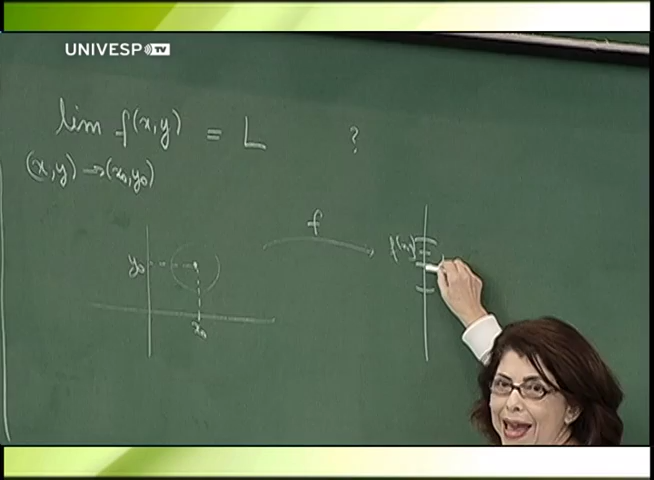 UNIVESP TV
lim f(x,y) = L ?
(x,y)→(x₀,y₀)
f
f(x,y)
y₀
x₀